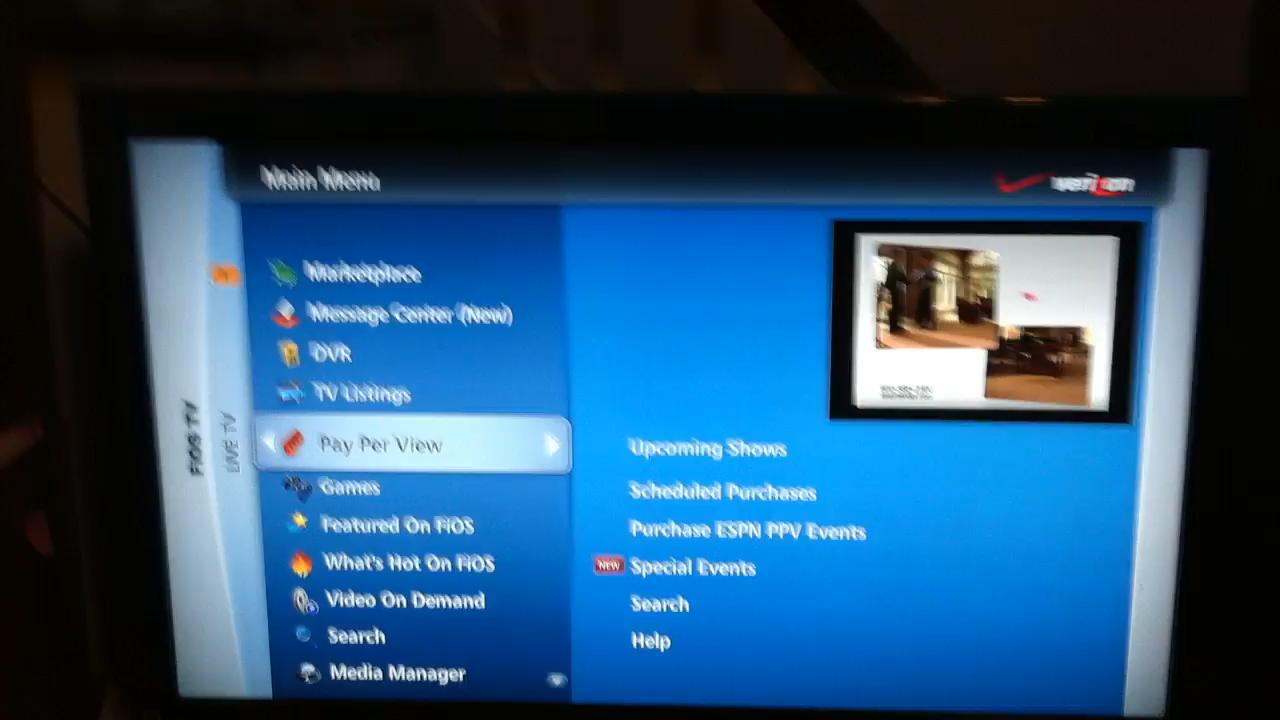 Main Menu
verizon
Marketplace
Message Center (New)
DVR
TV Listings
FiOS TV
LIVE TV
Pay Per View
Upcoming Shows
Games
Scheduled Purchases
Featured On FiOS
Purchase ESPN PPV Events
What's Hot On FiOS
NEW Special Events
Video On Demand
Search
Search
Help
Media Manager